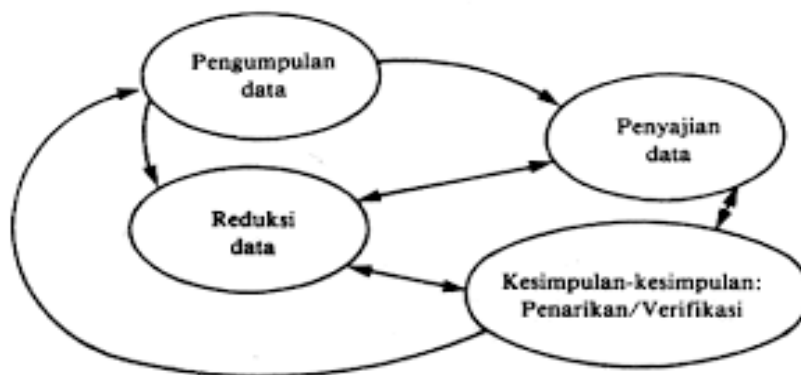 Pengumpulan
data
Penyajian
data
Reduksi
data
Kesimpulan-kesimpulan:
Penarikan/Verifikasi